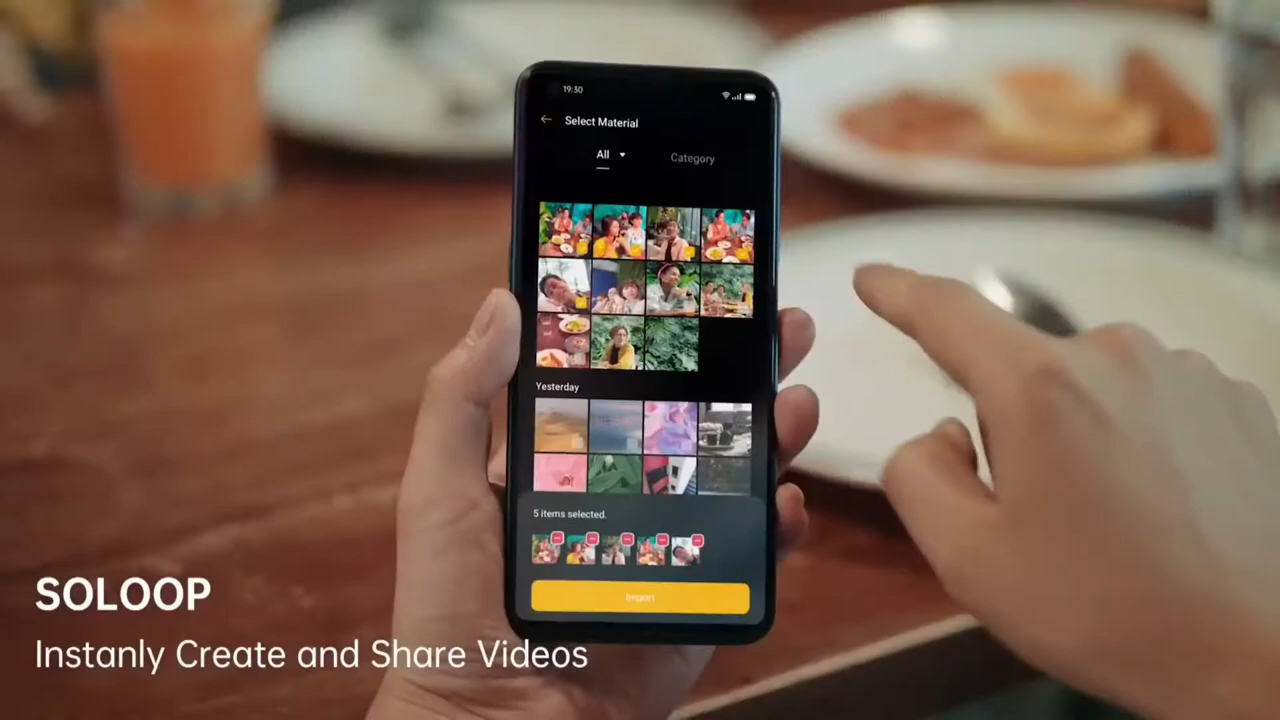 19:30
Select Material
All
Category
Yesterday
5 items selected.
Import
SOLOOP
Instanly Create and Share Videos